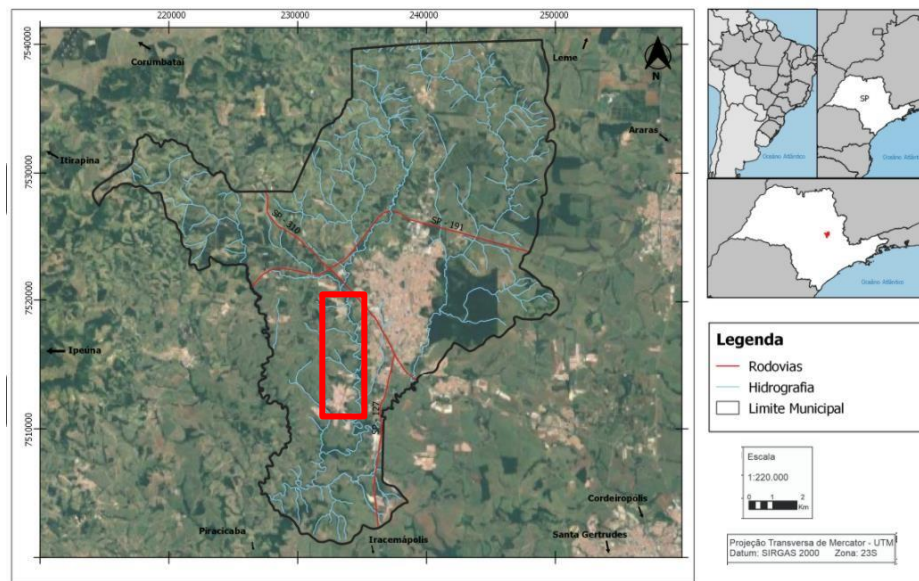 220000
230000
240000
250000
7540000
7530000
7520000
7510000
Corumbataí
Leme
N
Araras
Itirapina
SP - 310
SP - 191
Ipeúna
Cordeirópolis
Piracicaba
Iracemápolis
Santa Gertrudes
Oceano Atlântico
SP
Oceano Atlântico
Oceano Atlântico
Legenda
Rodovias
Hidrografia
Limite Municipal
Escala
1:220.000
0 1 2
Km
Projeção Transversa de Mercator - UTM
Datum: SIRGAS 2000 Zona: 23S